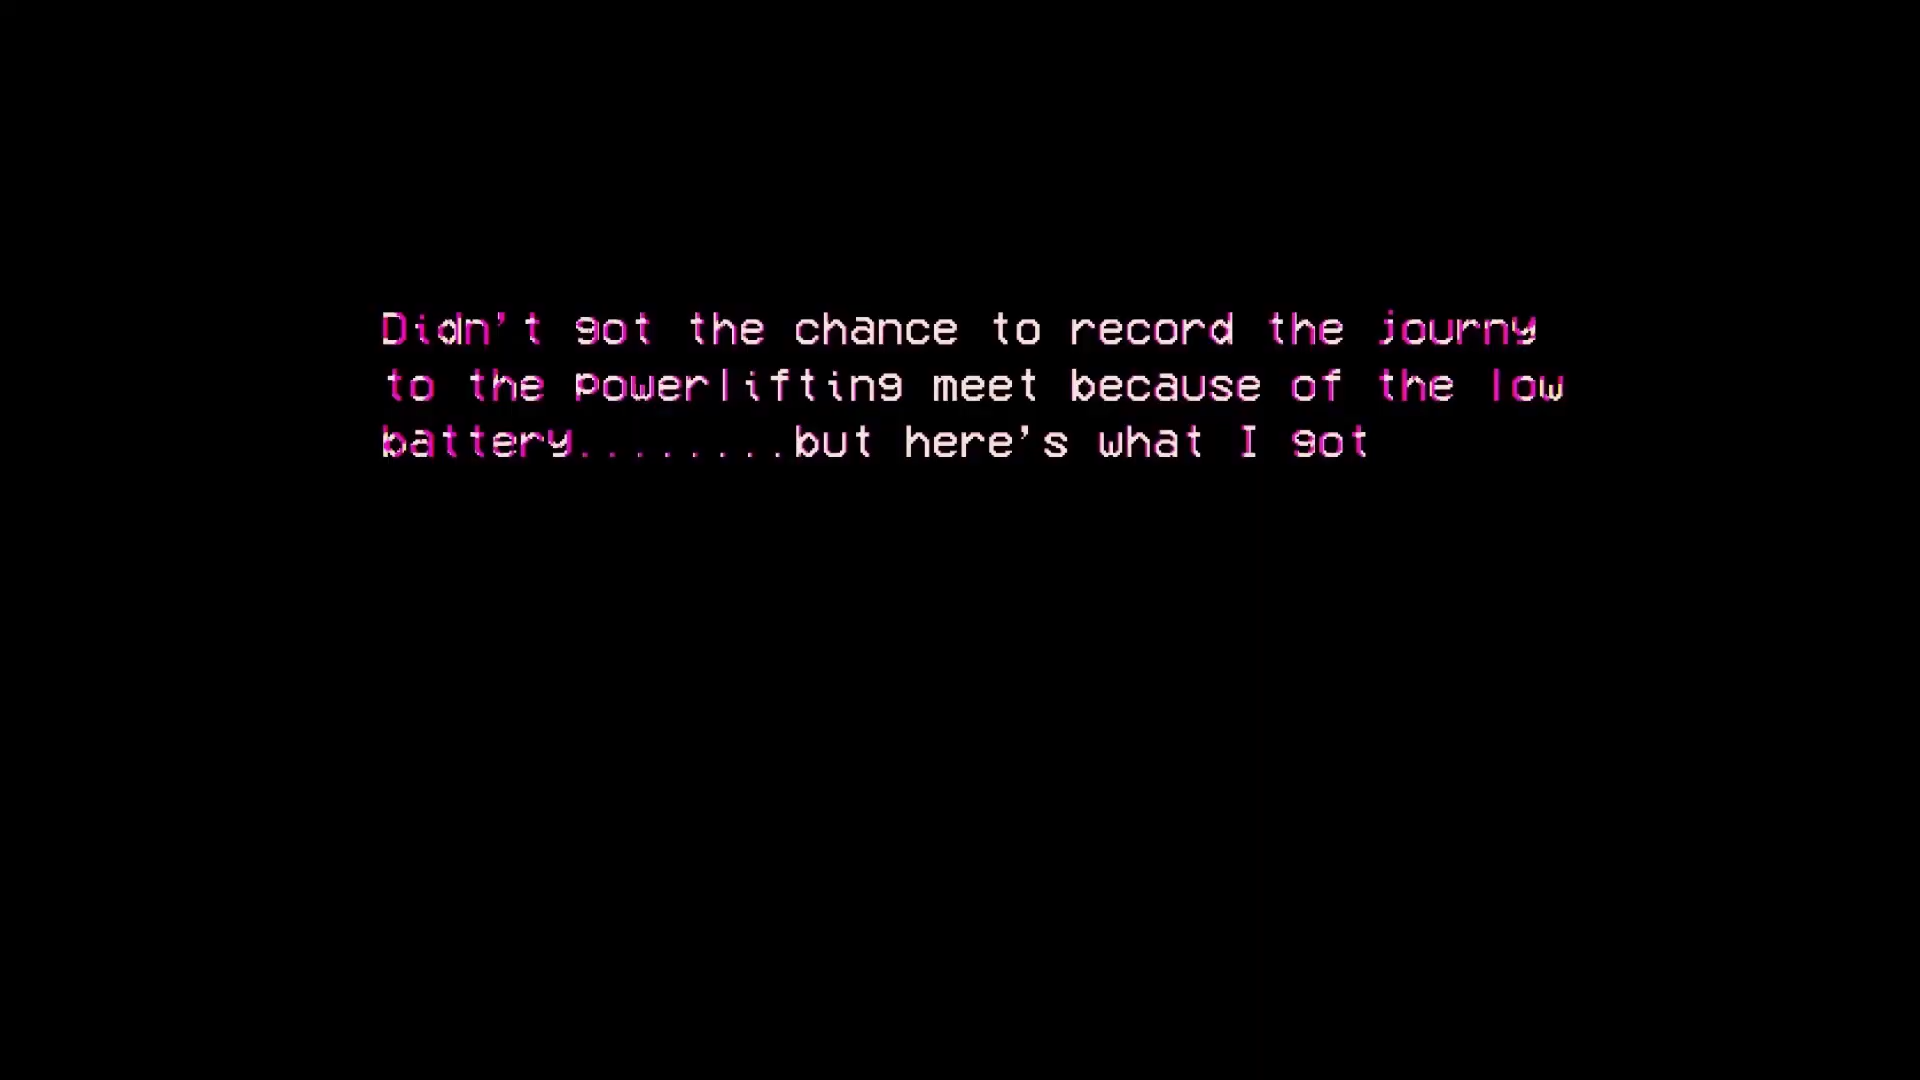 Didn't got the chance to record the journy
to the powerlifting meet because of the low
battery........but here's what I got